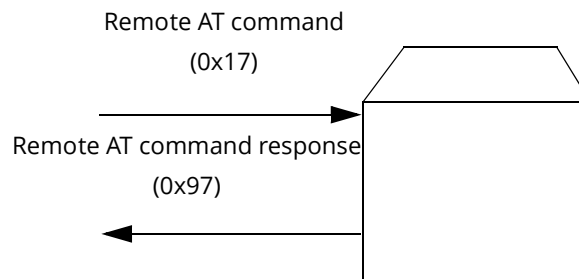 Remote AT command
(0x17)
Remote AT command response
(0x97)